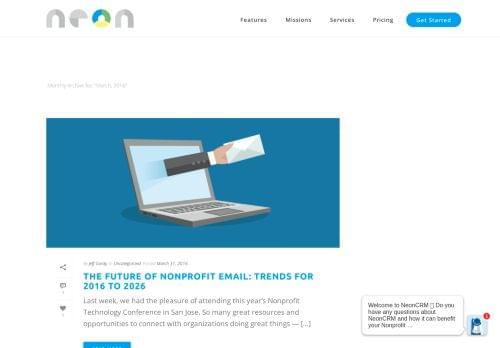 neon
Features
Missions
Services
Pricing
Get Started
Monthly Archive for: "March, 2016"
By Jeff Gordy In Uncategorized Posted March 31, 2016
THE FUTURE OF NONPROFIT EMAIL: TRENDS FOR
2016 TO 2026
Last week, we had the pleasure of attending this year's Nonprofit
Technology Conference in San Jose. So many great resources and
opportunities to connect with organizations doing great things — [...]
Welcome to NeonCRM Do you
have any questions about
NeonCRM and how it can benefit
your Nonprofit ...
1